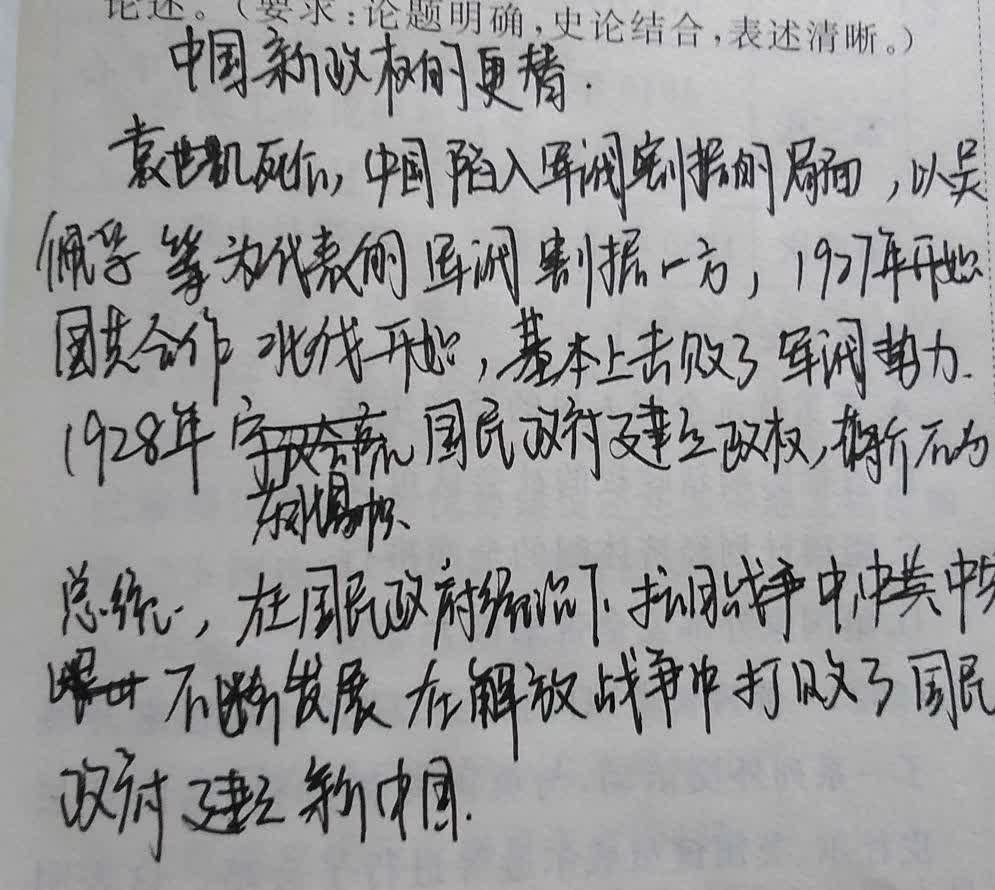 论述。(要求:论题明确,史论结合,表述清晰。)
中国新政权的更替.
袁世凯死后,中国陷入军阀割据的局面,以吴
佩孚等为代表的军阀割据一方,1927年开始
国共合作北伐开始,基本上击败了军阀势力.
1928年 国民政府建立政权,蒋介石为
东北易帜、
总统.,在国民政府统治下.抗日战争中,中共中央
不断发展 在解放战争中打败了国民
政府 建立新中国.